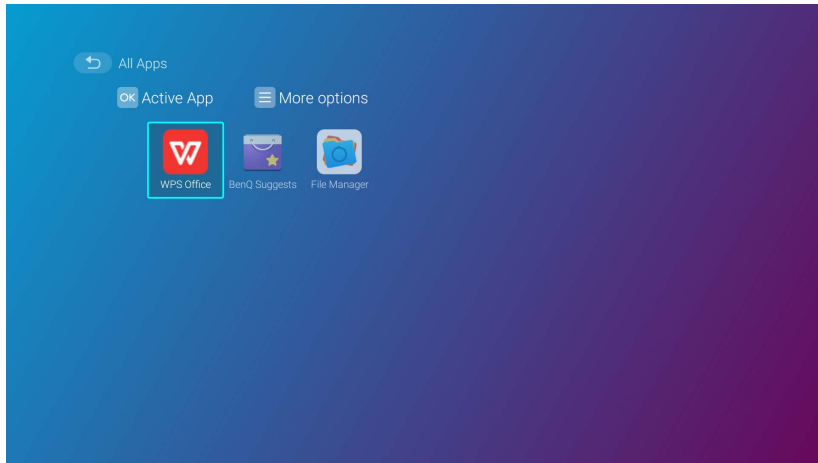 All Apps
OK Active App More options
WPS Office BenQ Suggests File Manager